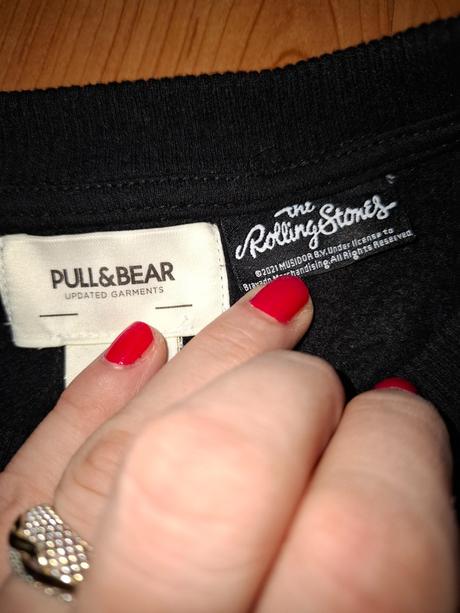 PULL&BEAR
UPDATED GARMENTS
the
Rolling Stones
©2021 MUSIDOR B.V. Under license to
Bravado Merchandising. All Rights Reserved.